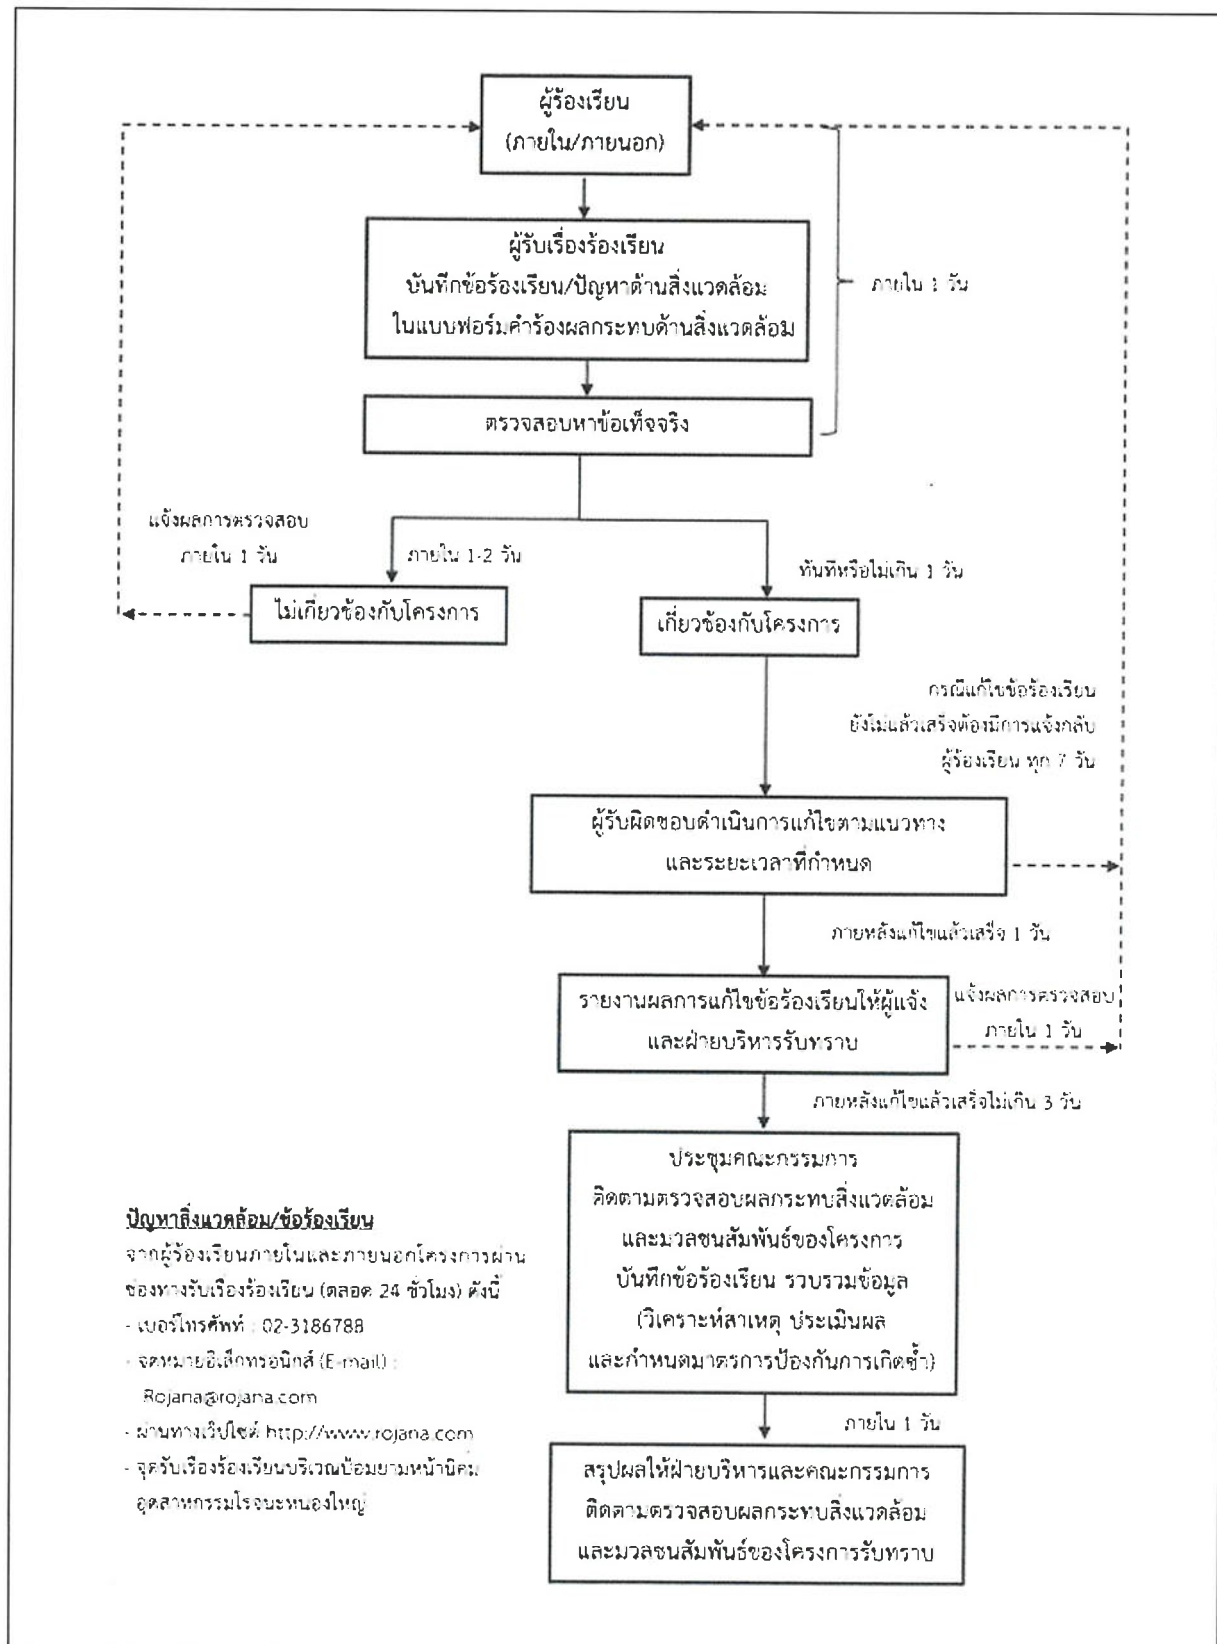 ผู้ร้องเรียน
(ภายใน/ภายนอก)
ผู้รับเรื่องร้องเรียน
บันทึกข้อร้องเรียน/ปัญหาด้านสิ่งแวดล้อม
ในแบบฟอร์มคำร้องผลกระทบด้านสิ่งแวดล้อม
ภายใน 1 วัน
ตรวจสอบหาข้อเท็จจริง
แจ้งผลการตรวจสอบ
ภายใน 1 วัน
ภายใน 1-2 วัน
ทันทีหรือไม่เกิน 1 วัน
ไม่เกี่ยวข้องกับโครงการ
เกี่ยวข้องกับโครงการ
กรณีแก้ไขข้อร้องเรียน
ยังไม่แล้วเสร็จต้องมีการแจ้งกลับ
ผู้ร้องเรียน ทุก 7 วัน
ผู้รับผิดชอบดำเนินการแก้ไขตามแนวทาง
และระยะเวลาที่กำหนด
ภายหลังแก้ไขแล้วเสร็จ 1 วัน
รายงานผลการแก้ไขข้อร้องเรียนให้ผู้แจ้ง
และฝ่ายบริหารรับทราบ
แจ้งผลการตรวจสอบ
ภายใน 1 วัน
ภายหลังแก้ไขแล้วเสร็จไม่เกิน 3 วัน
ประชุมคณะกรรมการ
ติดตามตรวจสอบผลกระทบสิ่งแวดล้อม
และมวลชนสัมพันธ์ของโครงการ
บันทึกข้อร้องเรียน รวบรวมข้อมูล
(วิเคราะห์สาเหตุ ประเมินผล
และกำหนดมาตรการป้องกันการเกิดซ้ำ)
ภายใน 1 วัน
สรุปผลให้ฝ่ายบริหารและคณะกรรมการ
ติดตามตรวจสอบผลกระทบสิ่งแวดล้อม
และมวลชนสัมพันธ์ของโครงการรับทราบ
ปัญหาสิ่งแวดล้อม/ข้อร้องเรียน
จากผู้ร้องเรียนภายในและภายนอกโครงการผ่าน
ช่องทางรับเรื่องร้องเรียน (ตลอด 24 ชั่วโมง) ดังนี้
- เบอร์โทรศัพท์ : 02-3186788
- จดหมายอิเล็กทรอนิกส์ (E-mail) :
Rojana@rojana.com
- ผ่านทางเว็ปไซต์ http://www.rojana.com
- จุดรับเรื่องร้องเรียนบริเวณป้อมยามหน้านิคม
อุตสาหกรรมโรจนะหนองใหญ่